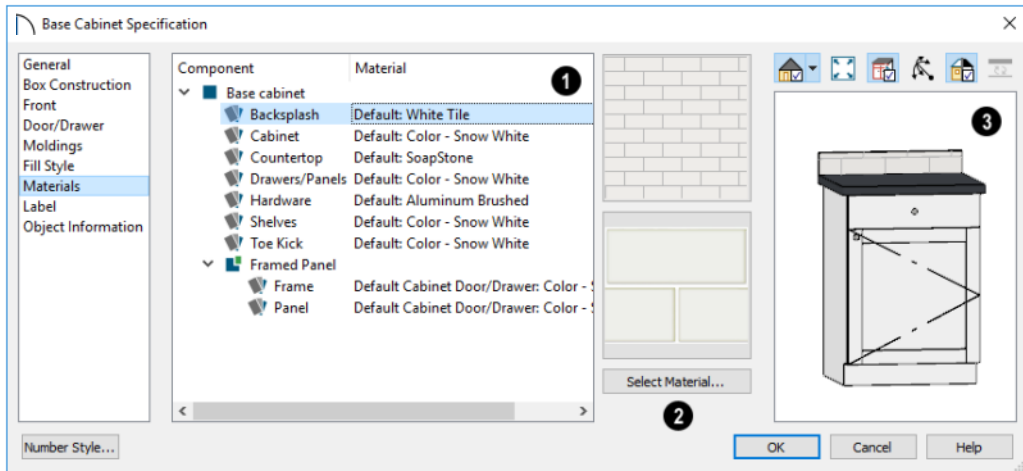 Base Cabinet Specification
General
Box Construction
Front
Door/Drawer
Moldings
Fill Style
Materials
Label
Object Information
Component Material
1
Base cabinet
Backsplash Default: White Tile
Cabinet Default: Color - Snow White
Countertop Default: SoapStone
Drawers/Panels Default: Color - Snow White
Hardware Default: Aluminum Brushed
Shelves Default: Color - Snow White
Toe Kick Default: Color - Snow White
Framed Panel
Frame Default Cabinet Door/Drawer: Color -
Panel Default Cabinet Door/Drawer: Color -
Select Material...
2
3
Number Style...
OK Cancel Help